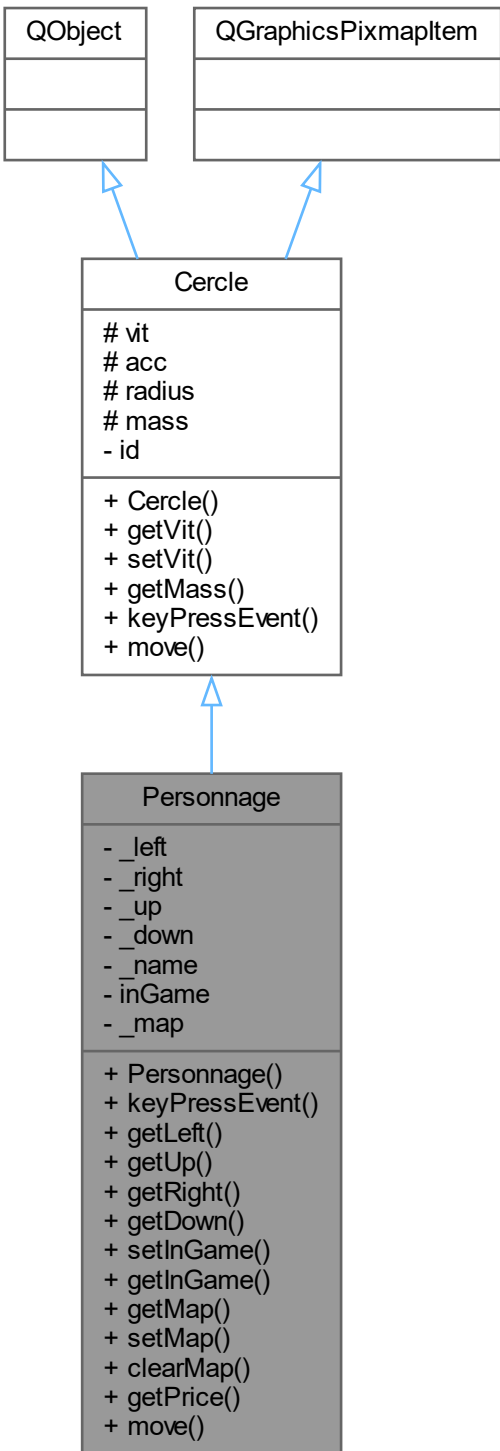 QObject
QGraphicsPixmapItem
Cercle
# vit
# acc
# radius
# mass
- id
+ Cercle()
+ getVit()
+ setVit()
+ getMass()
+ keyPressEvent()
+ move()
Personnage
- _left
- _right
- _up
- _down
- _name
- inGame
- _map
+ Personnage()
+ keyPressEvent()
+ getLeft()
+ getUp()
+ getRight()
+ getDown()
+ setInGame()
+ getInGame()
+ getMap()
+ setMap()
+ clearMap()
+ getPrice()
+ move()